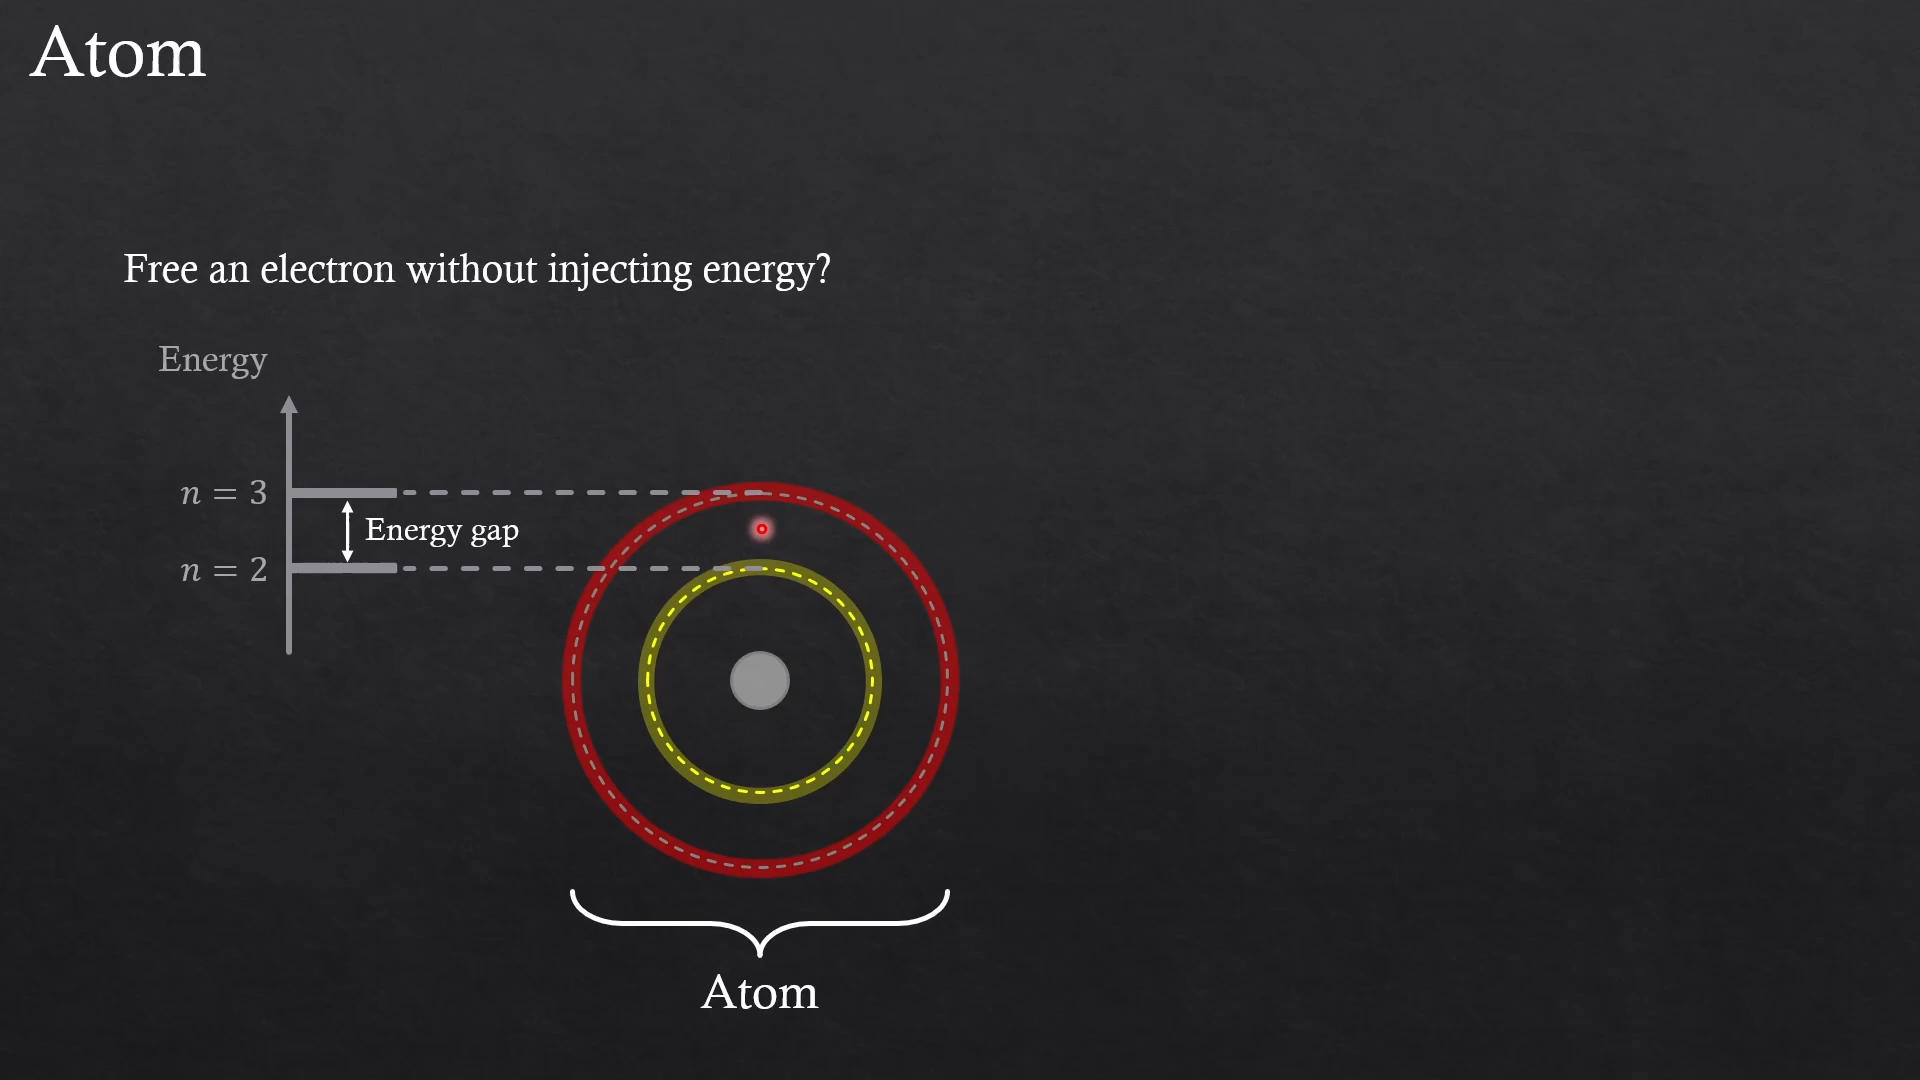 Atom
Free an electron without injecting energy?
Energy
n = 3
Energy gap
n = 2
Atom